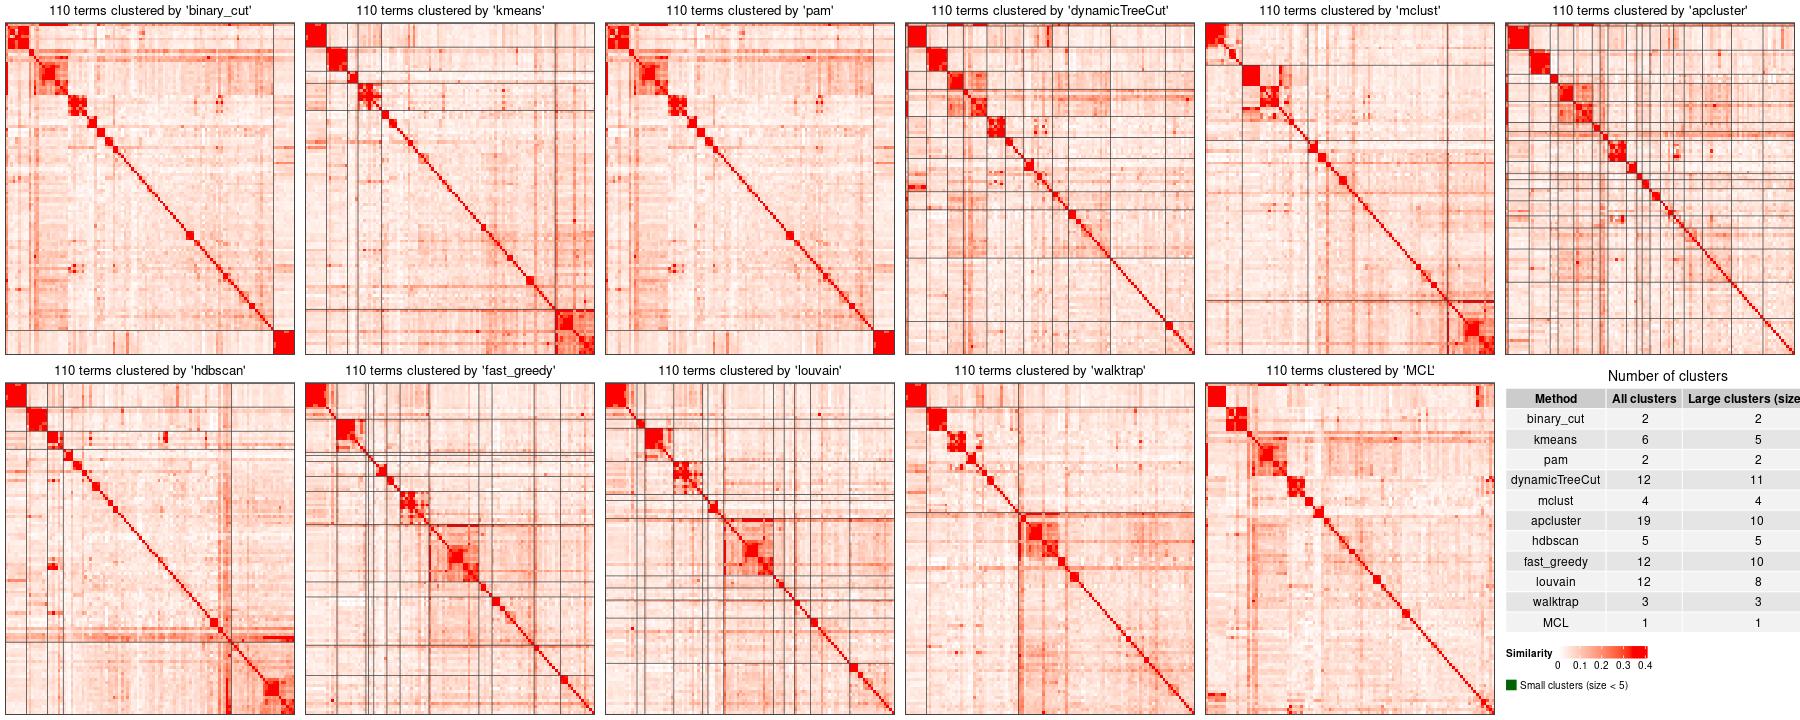 110 terms clustered by 'binary_cut'
110 terms clustered by 'kmeans'
110 terms clustered by 'pam'
110 terms clustered by 'dynamicTreeCut'
110 terms clustered by 'mclust'
110 terms clustered by 'apcluster'
110 terms clustered by 'hdbscan'
110 terms clustered by 'fast_greedy'
110 terms clustered by 'louvain'
110 terms clustered by 'walktrap'
110 terms clustered by 'MCL'
Number of clusters
Method All clusters Large clusters (size
binary_cut 2 2
kmeans 6 5
pam 2 2
dynamicTreeCut 12 11
mclust 4 4
apcluster 19 10
hdbscan 5 5
fast_greedy 12 10
louvain 12 8
walktrap 3 3
MCL 1 1
Similarity
0 0.1 0.2 0.3 0.4
Small clusters (size < 5)